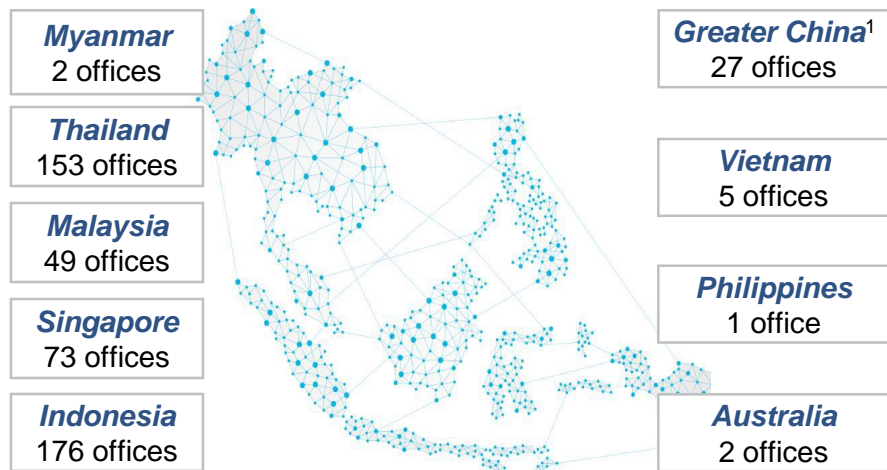 Myanmar
2 offices
Thailand
153 offices
Malaysia
49 offices
Singapore
73 offices
Indonesia
176 offices
Greater China¹
27 offices
Vietnam
5 offices
Philippines
1 office
Australia
2 offices